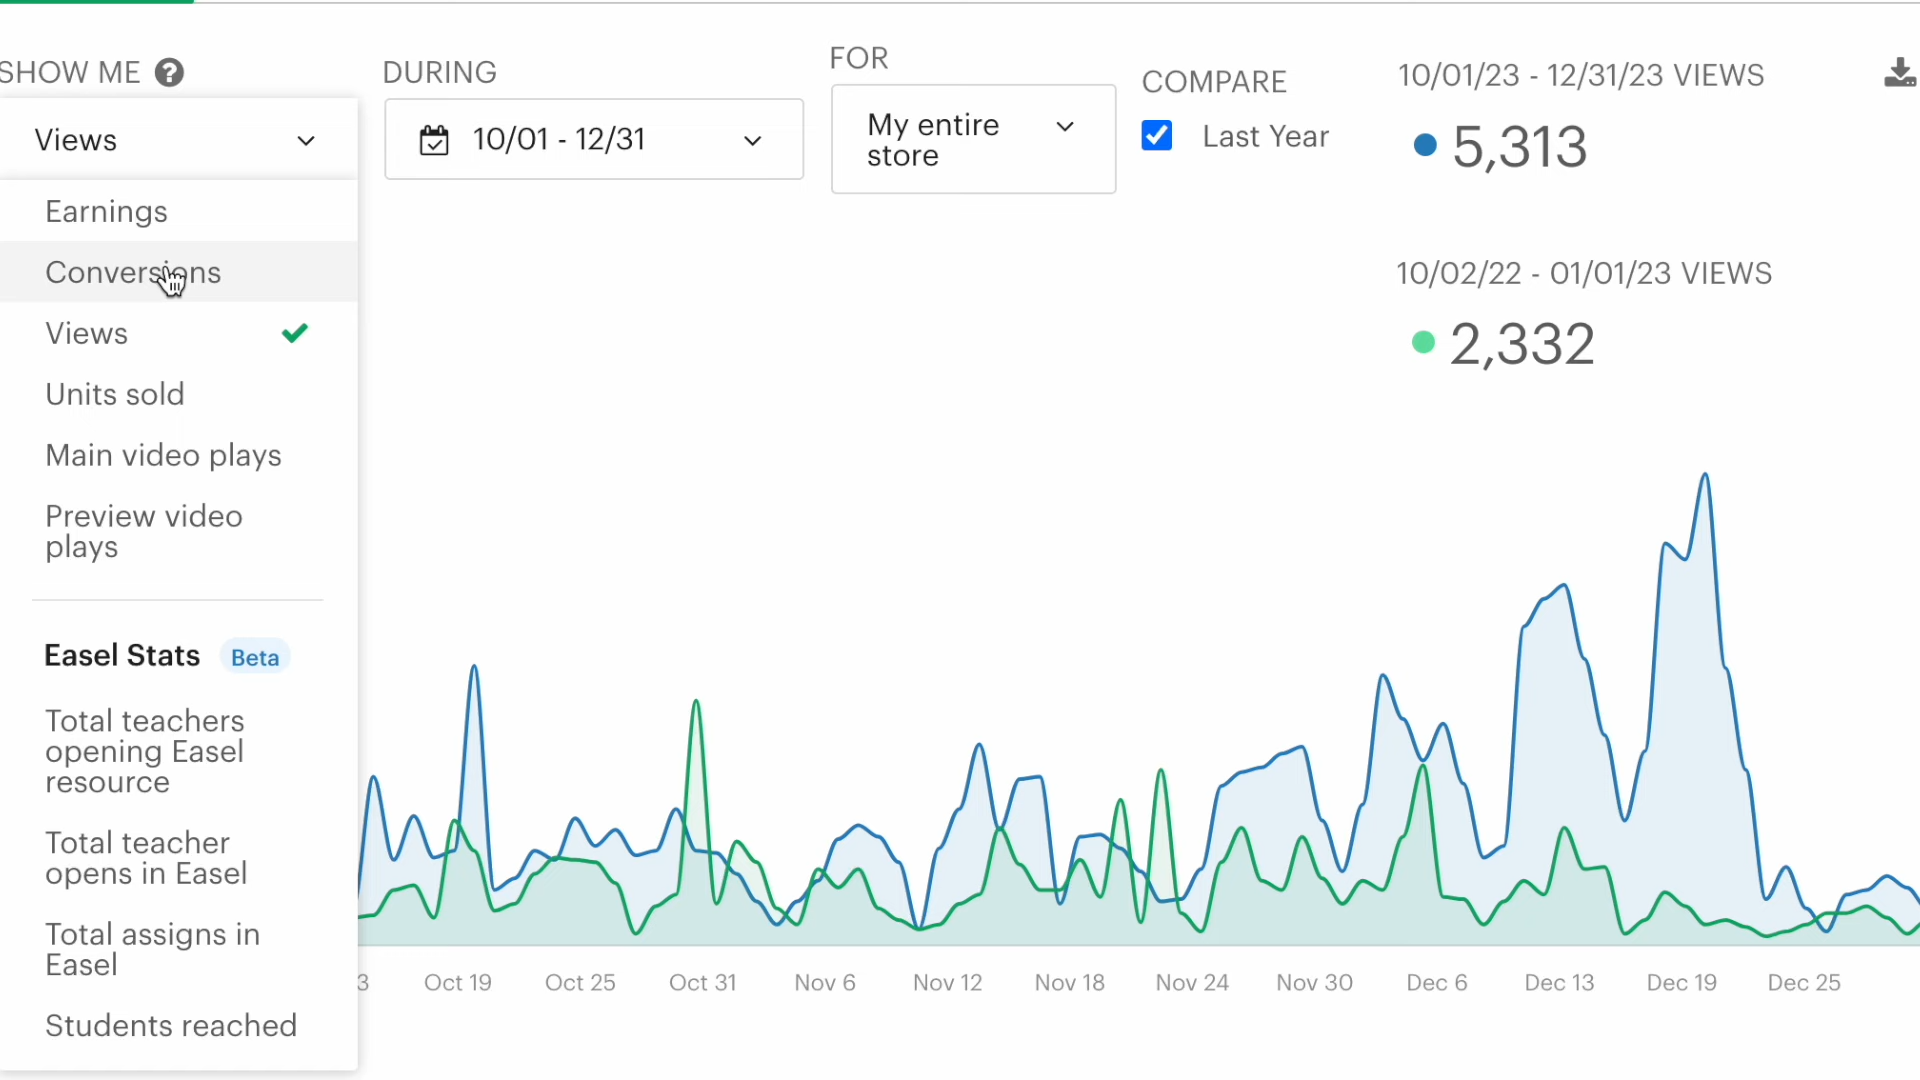 SHOW ME
DURING
FOR
COMPARE
10/01/23 - 12/31/23 VIEWS
Views
10/01 - 12/31
My entire
store
Last Year
5,313
Earnings
Conversions
10/02/22 - 01/01/23 VIEWS
Views
2,332
Units sold
Main video plays
Preview video
plays
Easel Stats Beta
Total teachers
opening Easel
resource
Total teacher
opens in Easel
Total assigns in
Easel
Students reached
3 Oct 19 Oct 25 Oct 31 Nov 6 Nov 12 Nov 18 Nov 24 Nov 30 Dec 6 Dec 13 Dec 19 Dec 25